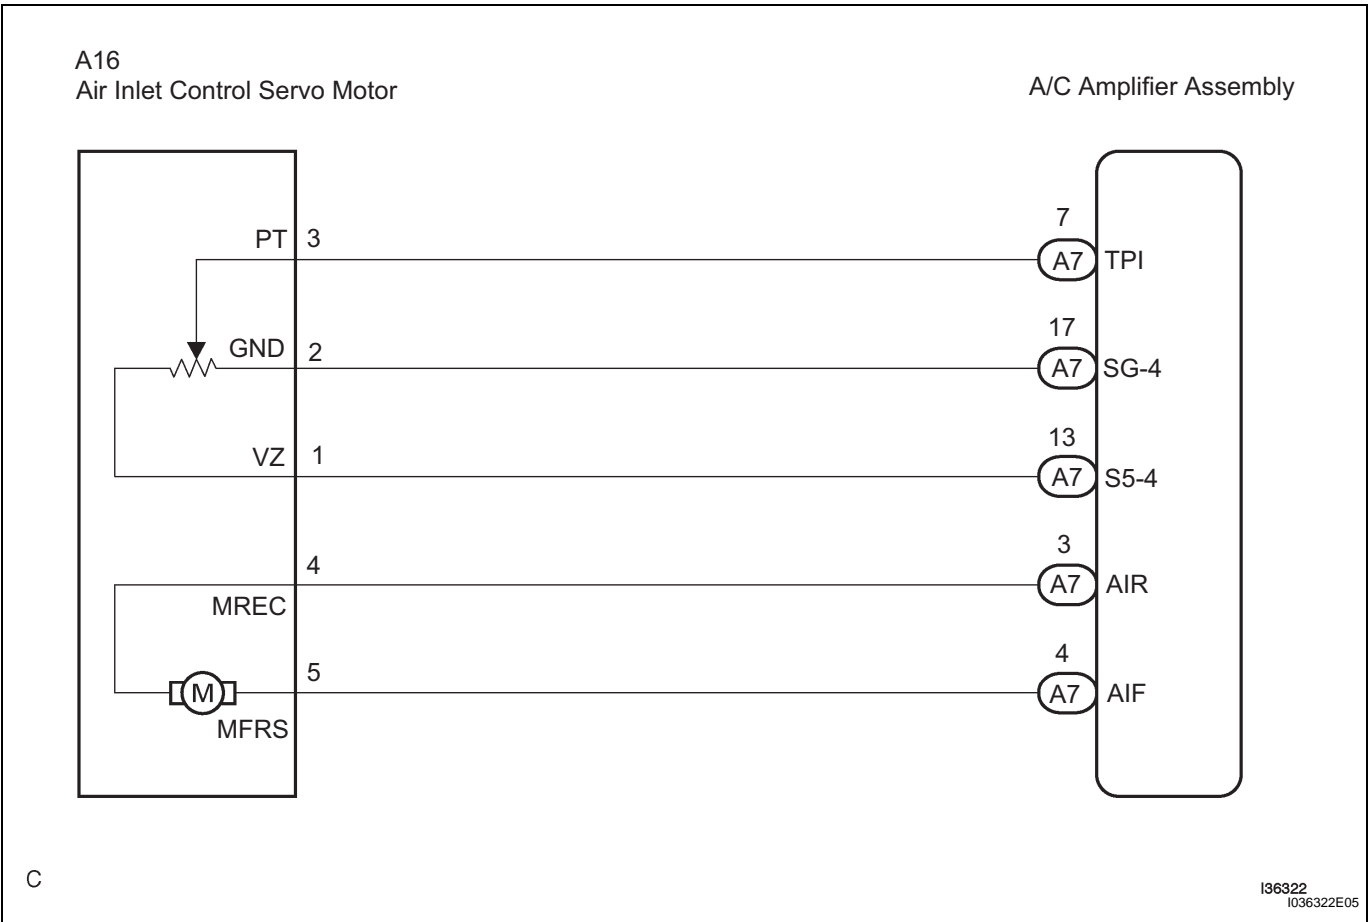 A16
Air Inlet Control Servo Motor
A/C Amplifier Assembly
PT 3
7
A7 TPI
GND 2
17
A7 SG-4
VZ 1
13
A7 S5-4
4
MREC
3
A7 AIR
M
5
MFRS
4
A7 AIF
C
I36322
I036322E05